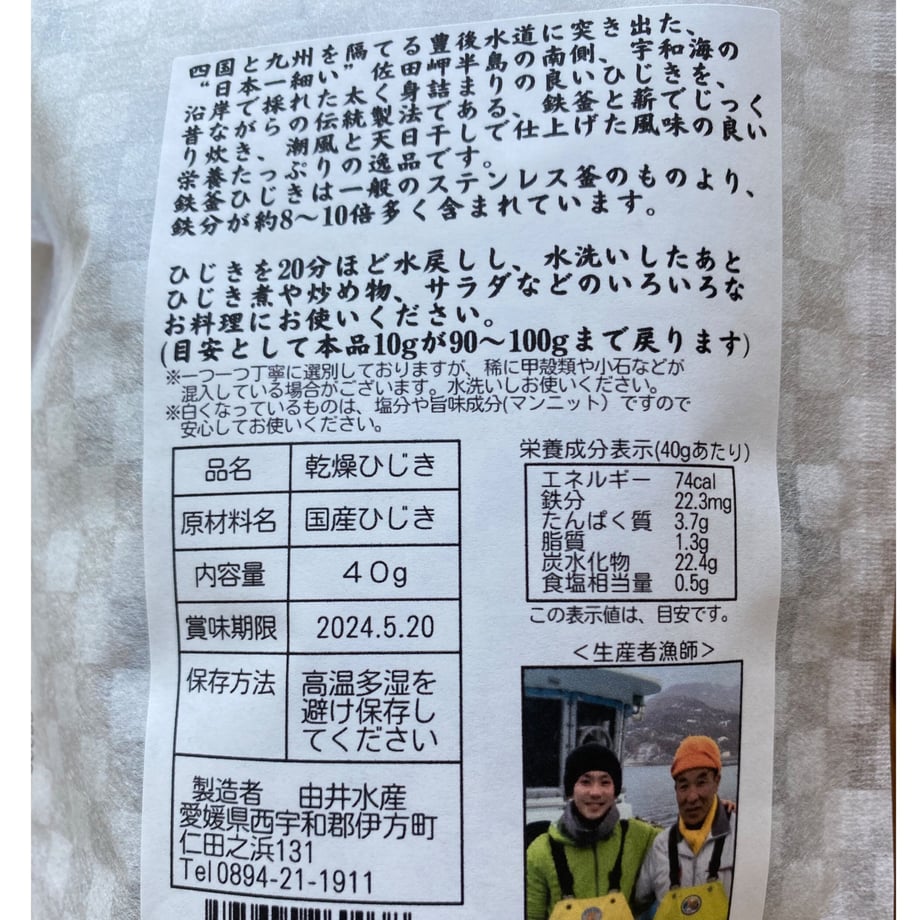 四国と九州を隔てる豊後水道に突き出た、
“日本一細い”佐田岬半島の南側、宇和海の
沿岸で採れた太く身詰まりの良いひじきを、
昔ながらの伝統製法である、鉄釜と薪でじっく
り炊き、潮風と天日干しで仕上げた風味の良い
栄養たっぷりの逸品です。
鉄釜ひじきは一般のステンレス釜のものより、
鉄分が約8〜10倍多く含まれています。
ひじきを20分ほど水戻しし、水洗いしたあと
ひじき煮や炒め物、サラダなどのいろいろな
お料理にお使いください。
(目安として本品10gが90〜100gまで戻ります)
※一つ一つ丁寧に選別しておりますが、稀に甲殻類や小石などが
混入している場合がございます。水洗いしお使いください。
※白くなっているものは、塩分や旨味成分(マンニット）ですので
安心してお使いください。
品名 乾燥ひじき
原材料名 国産ひじき
内容量 40g
賞味期限 2024.5.20
保存方法 高温多湿を
避け保存し
てください
製造者 由井水産
愛媛県西宇和郡伊方町
仁田之浜131
Tel0894-21-1911
栄養成分表示(40gあたり)
エネルギー 74cal
鉄分 22.3mg
たんぱく質 3.7g
脂質 1.3g
炭水化物 22.4g
食塩相当量 0.5g
この表示値は、目安です。
＜生産者漁師＞